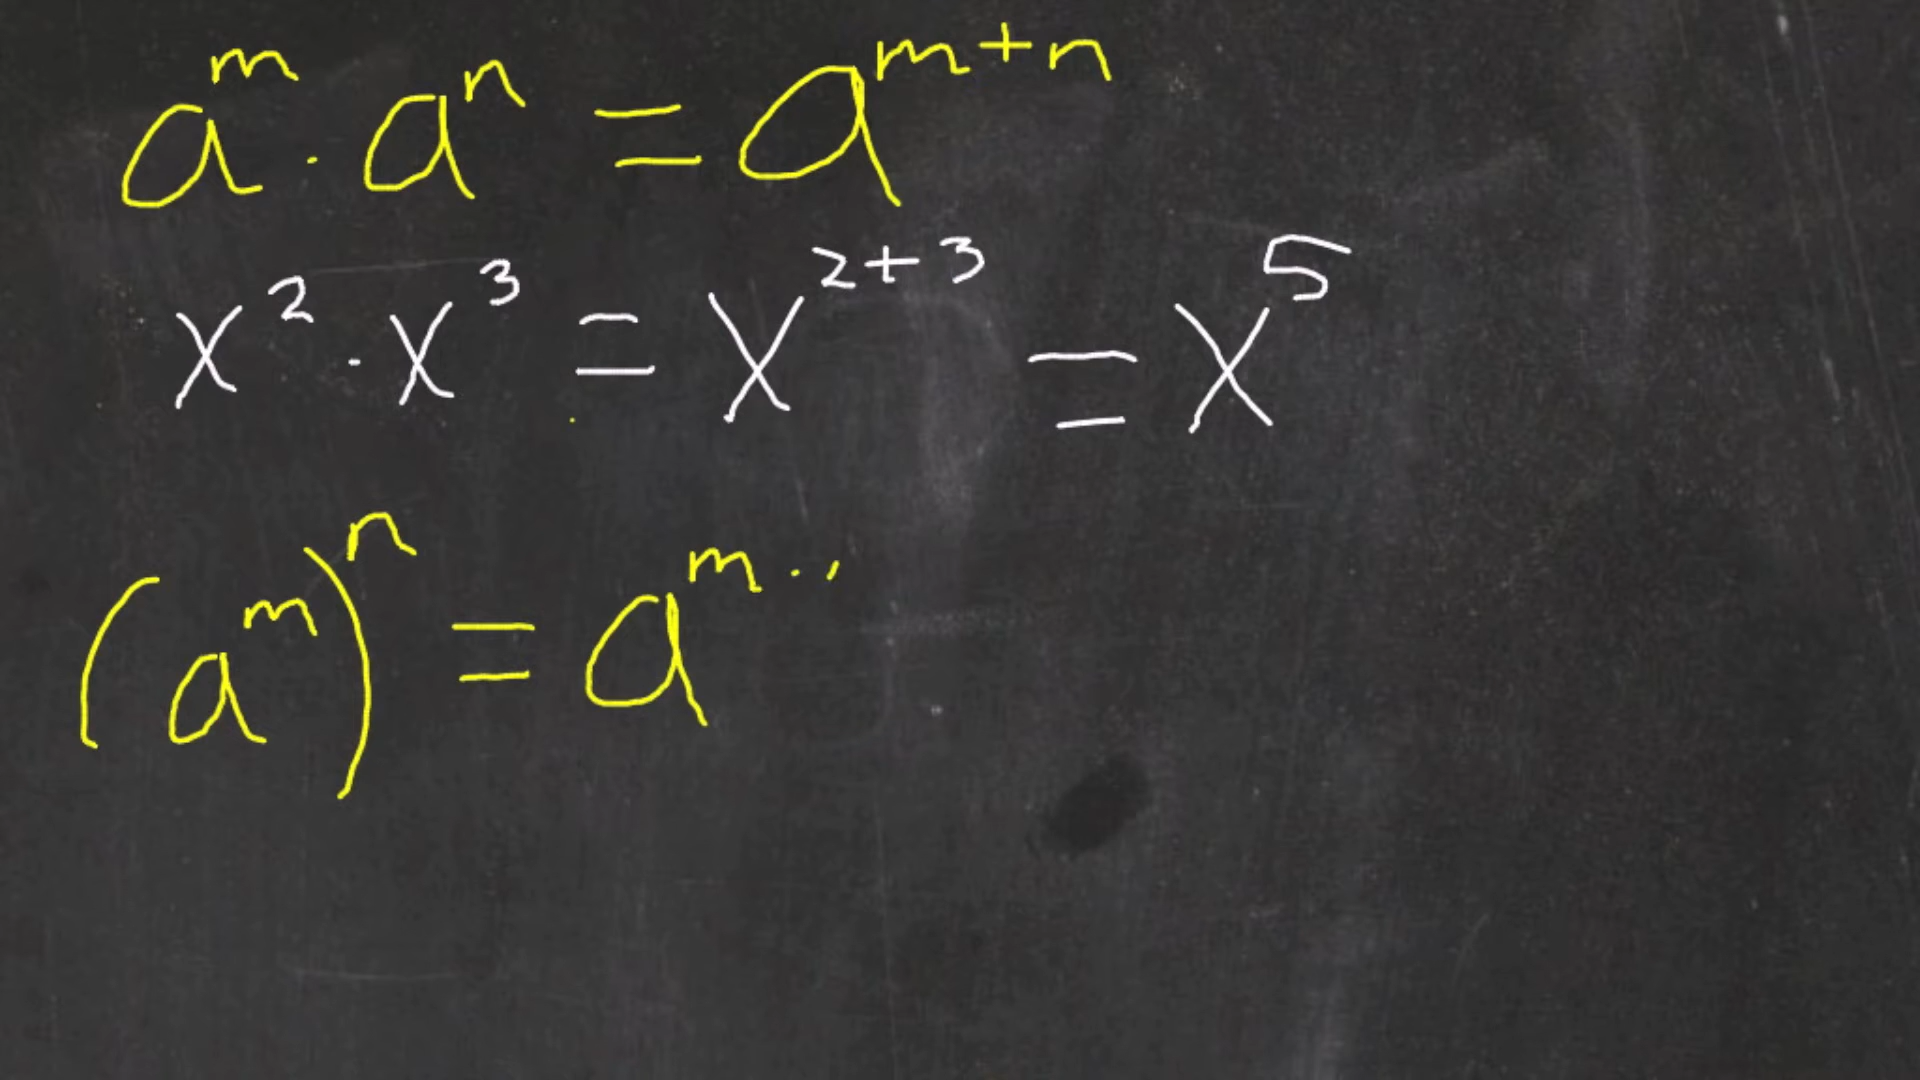 a^m · a^n = a^{m+n}
x^2 · x^3 = x^{2+3} = x^5
(a^m)^n = a^{m ·}